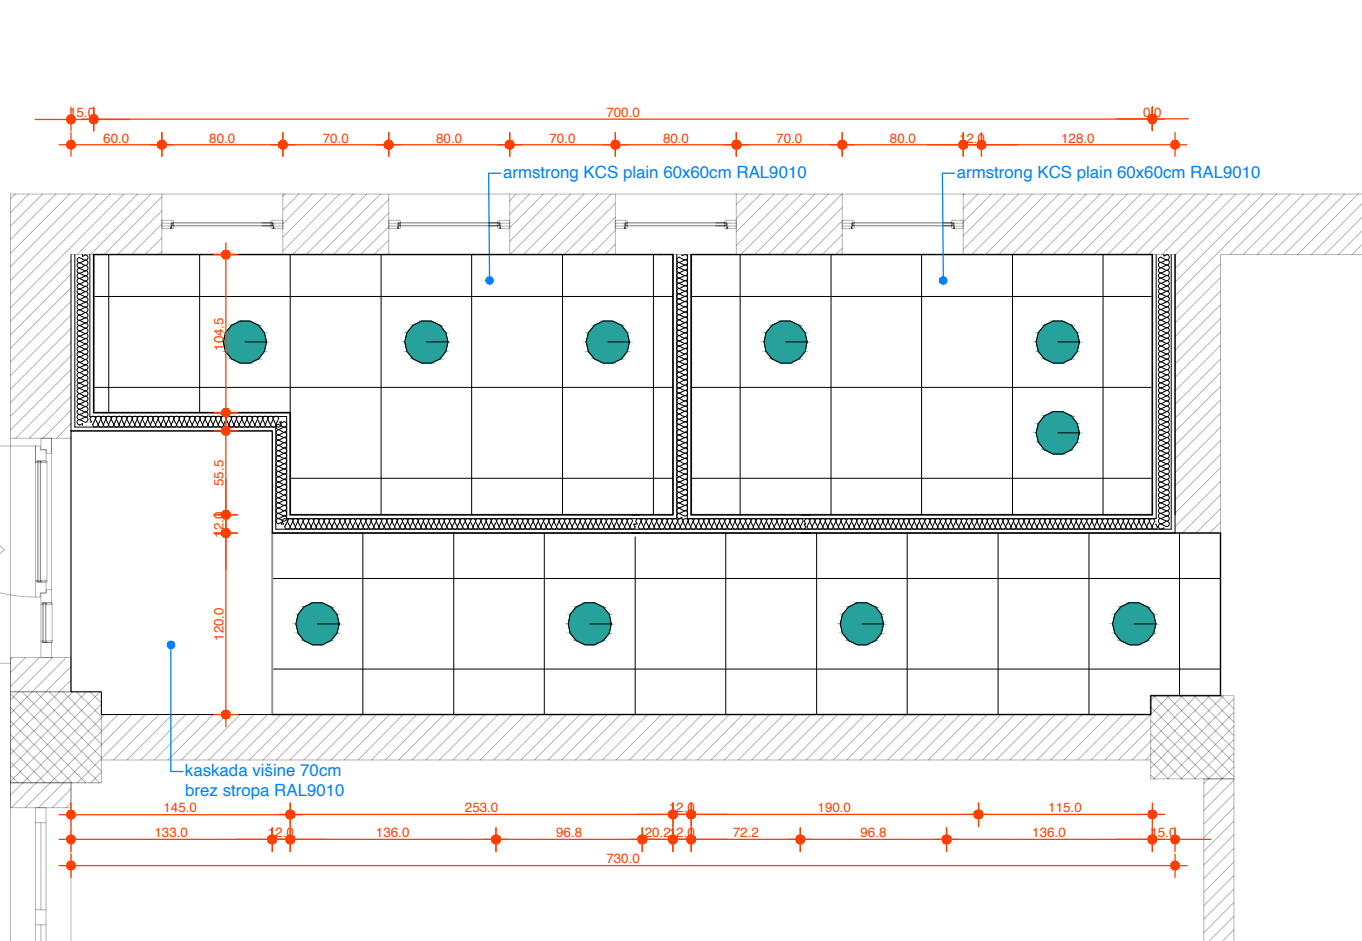 15.0 700.0 0.0
60.0 80.0 70.0 80.0 70.0 80.0 70.0 80.0 12.0 128.0
armstrong KCS plain 60x60cm RAL9010 armstrong KCS plain 60x60cm RAL9010
104.5
55.5
12.0
120.0
kaskada višine 70cm
brez stropa RAL9010
145.0 253.0 12.0 190.0 115.0
133.0 12.0 136.0 96.8 20.2 12.0 72.2 96.8 136.0 15.0
730.0